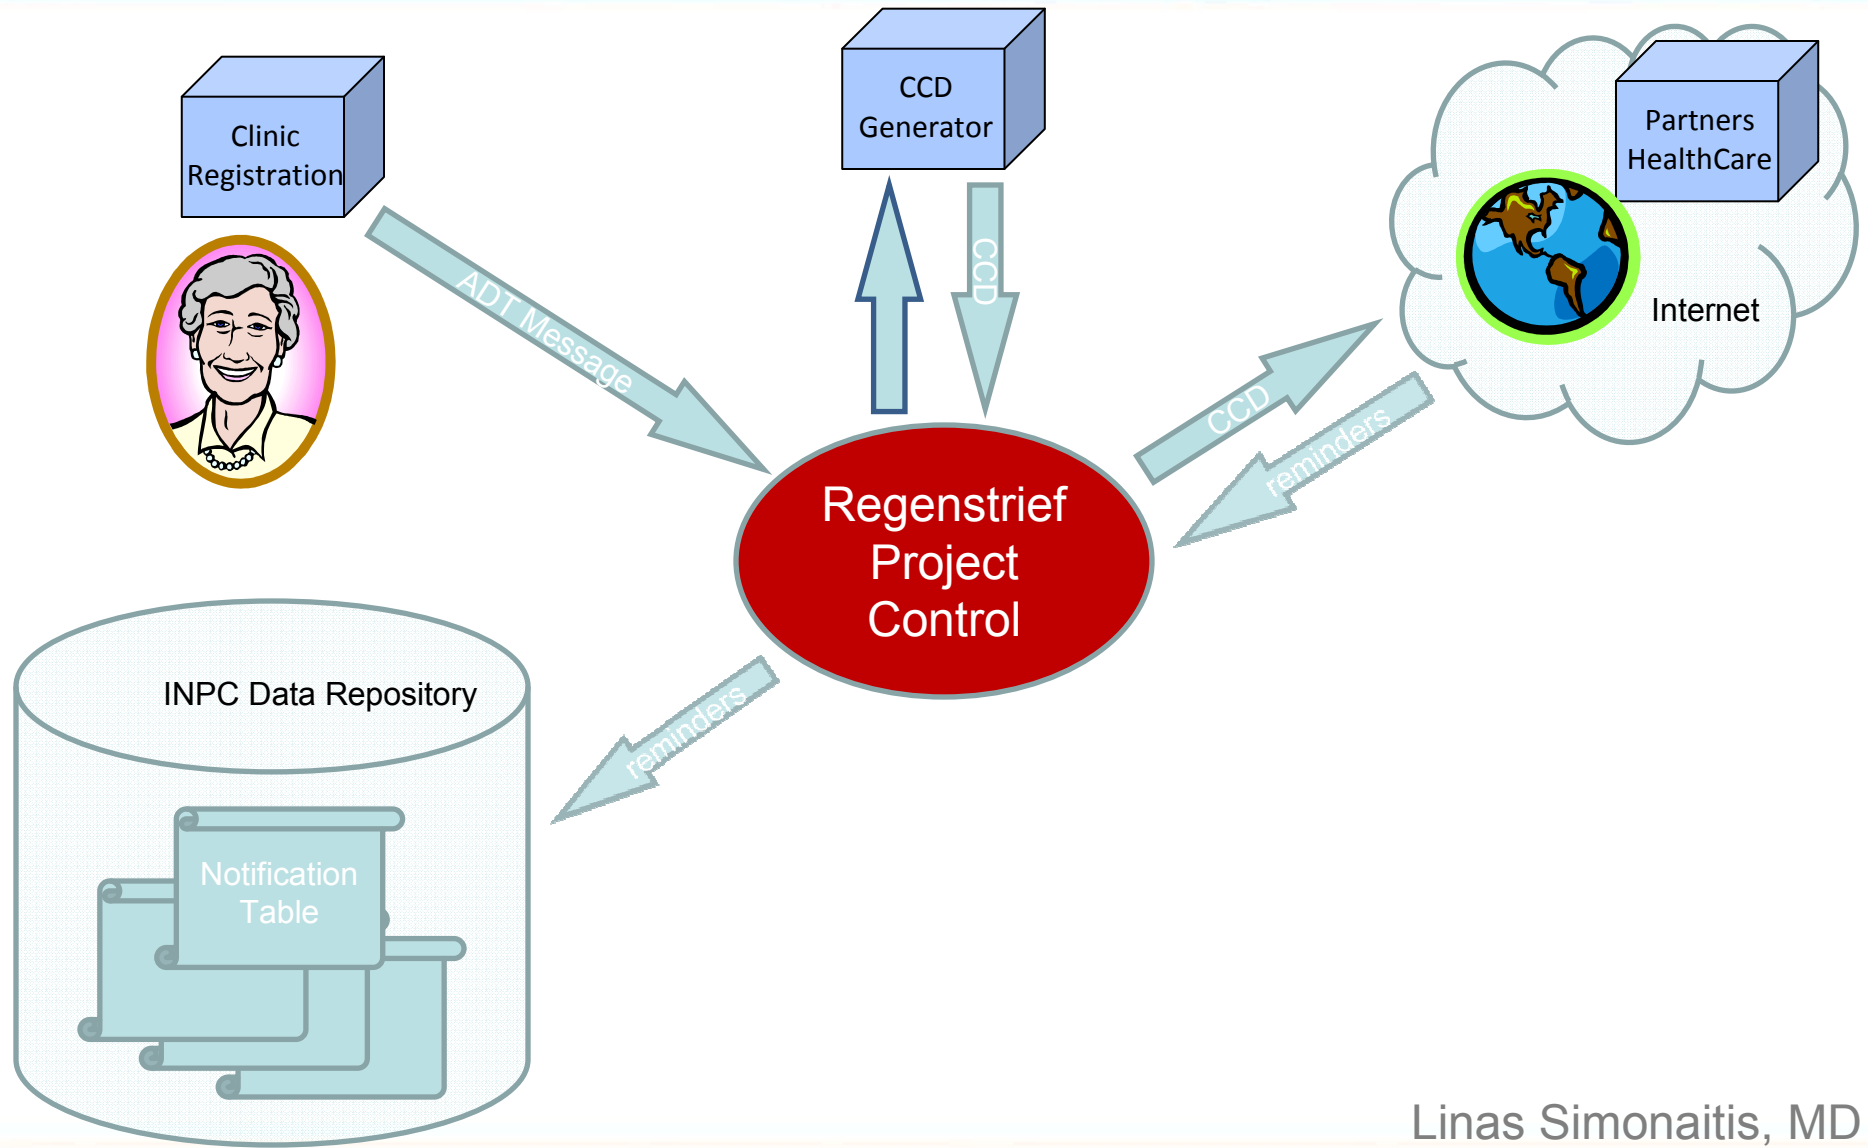 Clinic
Registration
CCD
Generator
Partners
HealthCare
Internet
ADT Message
CCD
CCD
reminders
Regenstrief
Project
Control
reminders
INPC Data Repository
Notification
Table
Linas Simonaitis, MD